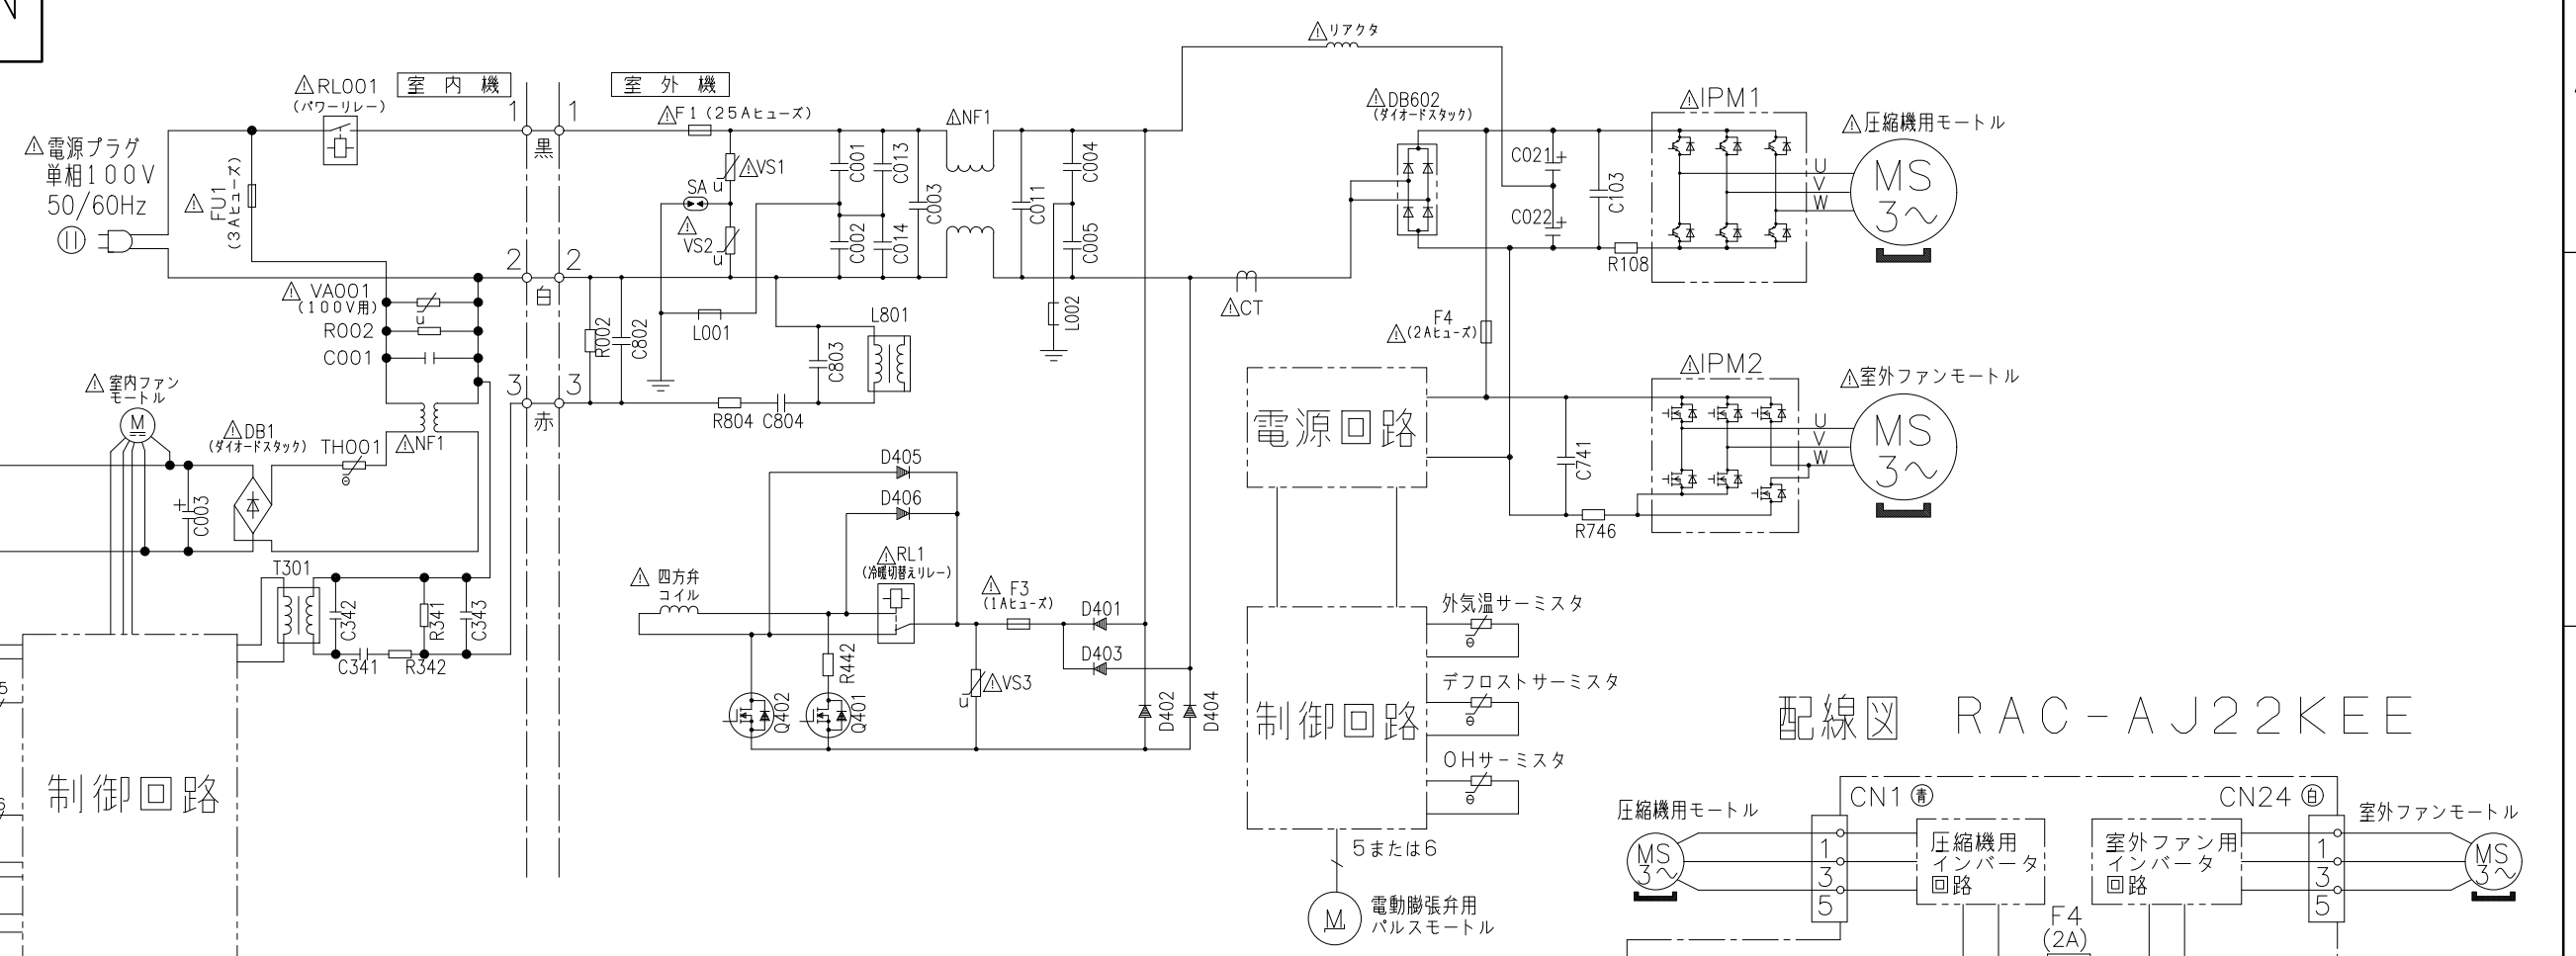 ⚠リアクタ
⚠RL001
(パワーリレー)
室内機
室外機
1
1
⚠F1(25Aヒューズ)
⚠NF1
⚠DB602
(ダイオードスタック)
⚠IPM1
⚠圧縮機用モートル
⚠電源プラグ
単相100V
50/60Hz
⚠FU1
(3Aヒューズ)
黒
⚠VS1
u
SA
⚠
VS2
u
C001
C013
C003
C002
C014
C011
C004
C005
C021
+
C022
+
C103
R108
U
V
W
MS
3〜
2
2
白
⚠VA001
(100V用)
u
R002
C001
R002
C802
L001
L801
C803
L002
⚠CT
F4
⚠(2Aヒューズ)
⚠IPM2
⚠室外ファンモートル
3
3
赤
R804
C804
⚠室内ファン
モートル
M
⚠DB1
(ダイオードスタック)
TH001
θ
⚠NF1
+
C003
電源回路
C741
R746
U
V
W
MS
3〜
D405
D406
T301
C342
R341
C343
C341
R342
⚠四方弁
コイル
⚠RL1
(冷暖切替えリレー)
⚠F3
(1Aヒューズ)
D401
D403
R442
⚠VS3
u
Q402
Q401
D402
D404
制御回路
制御回路
外気温サーミスタ
θ
デフロストサーミスタ
θ
OHサーミスタ
θ
5または6
M
電動膨張弁用
パルスモートル
配線図 RAC-AJ22KEE
圧縮機用モートル
MS
3〜
CN1 青
1
3
5
圧縮機用
インバータ
回路
室外ファン用
インバータ
回路
CN24 白
1
3
5
室外ファンモートル
MS
3〜
F4
(2A)